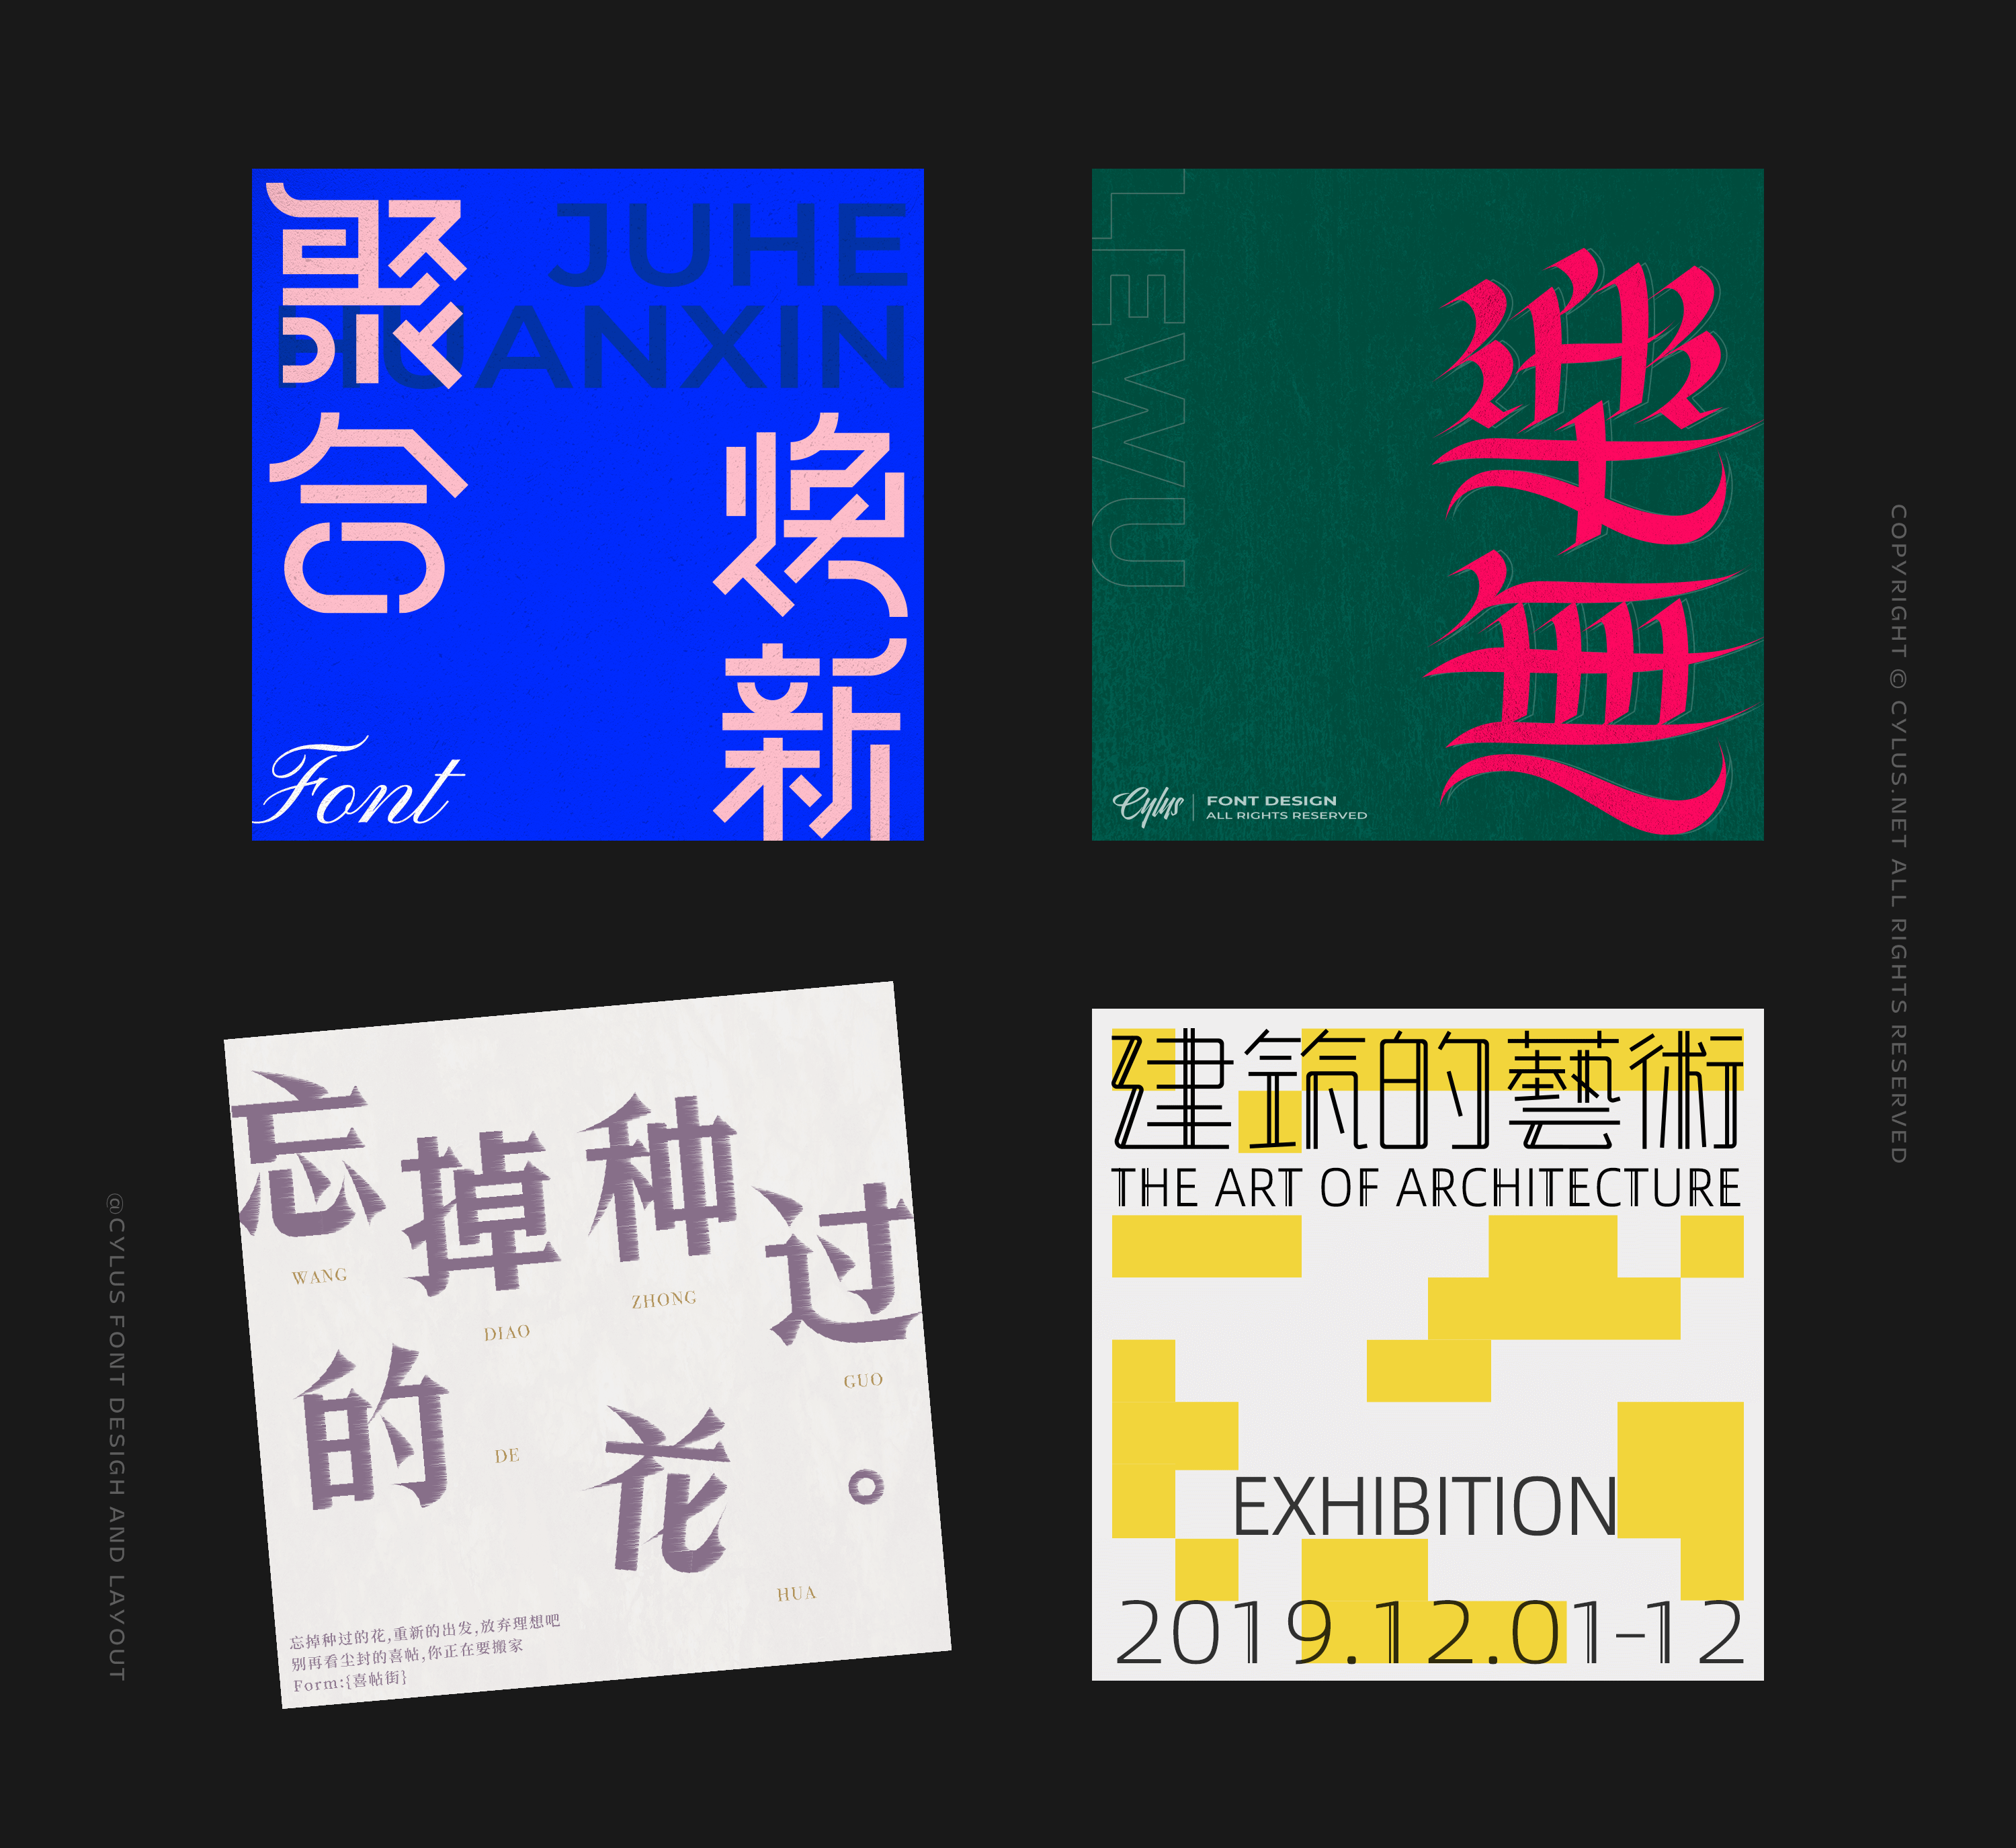 聚合
焕新
JUHE
HUANXIN
Font
LEWU
樂無
Cylus
FONT DESIGN
ALL RIGHTS RESERVED
忘掉种过
WANG
DIAO
ZHONG
GUO
的花。
DE
HUA
忘掉种过的花,重新的出发,放弃理想吧
别再看尘封的喜帖,你正在要搬家
Form:{喜帖街}
建筑的藝術
THE ART OF ARCHITECTURE
EXHIBITION
2019.12.01-12
@CYLUS FONT DESIGH AND LAYOUT
COPYRIGHT © CYLUS.NET ALL RIGHTS RESERVED